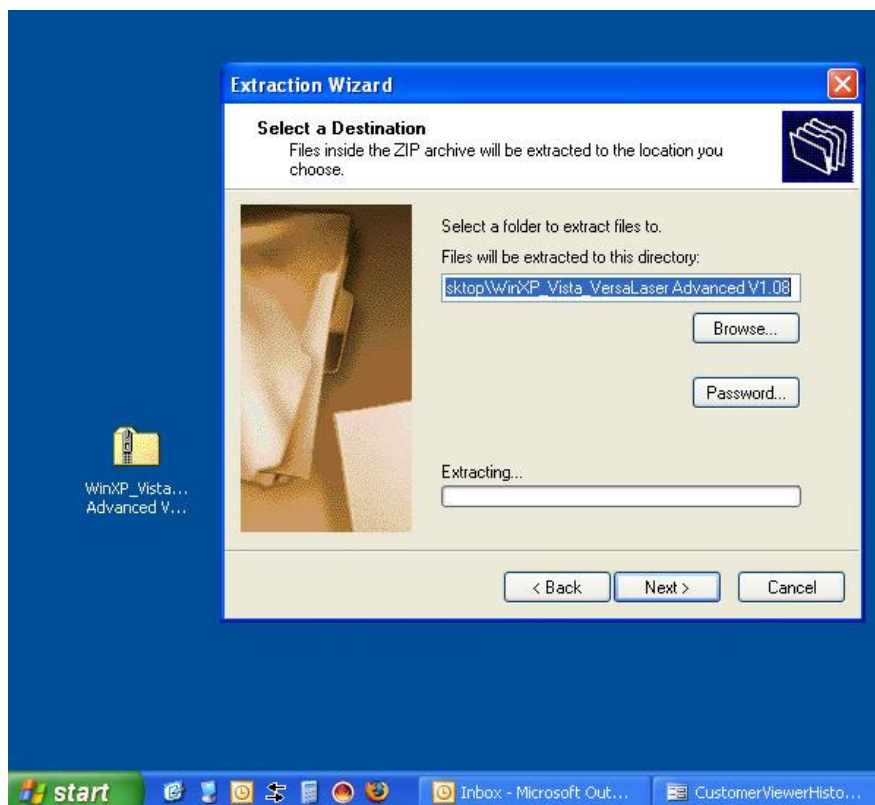 Extraction Wizard
Select a Destination
Files inside the ZIP archive will be extracted to the location you
choose.
Select a folder to extract files to.
Files will be extracted to this directory:
sktop\WinXP_Vista_VersaLaser Advanced V1.08
Browse...
Password...
WinXP_Vista...
Advanced V...
Extracting...
< Back
Next >
Cancel
start
Inbox - Microsoft Out...
CustomerViewerHisto...